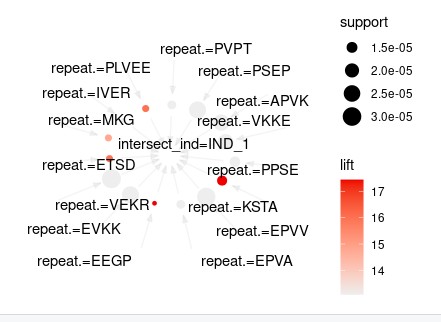 support
1.5e-05
2.0e-05
2.5e-05
3.0e-05
lift
17
16
15
14
repeat.=PVPT
repeat.=PLVEE
repeat.=PSEP
repeat.=IVER
repeat.=APVK
repeat.=MKG
repeat.=VKKE
intersect_ind=IND_1
repeat.=ETSD
repeat.=PPSE
repeat.=VEKR
repeat.=KSTA
repeat.=EVKK
repeat.=EPVV
repeat.=EEGP
repeat.=EPVA